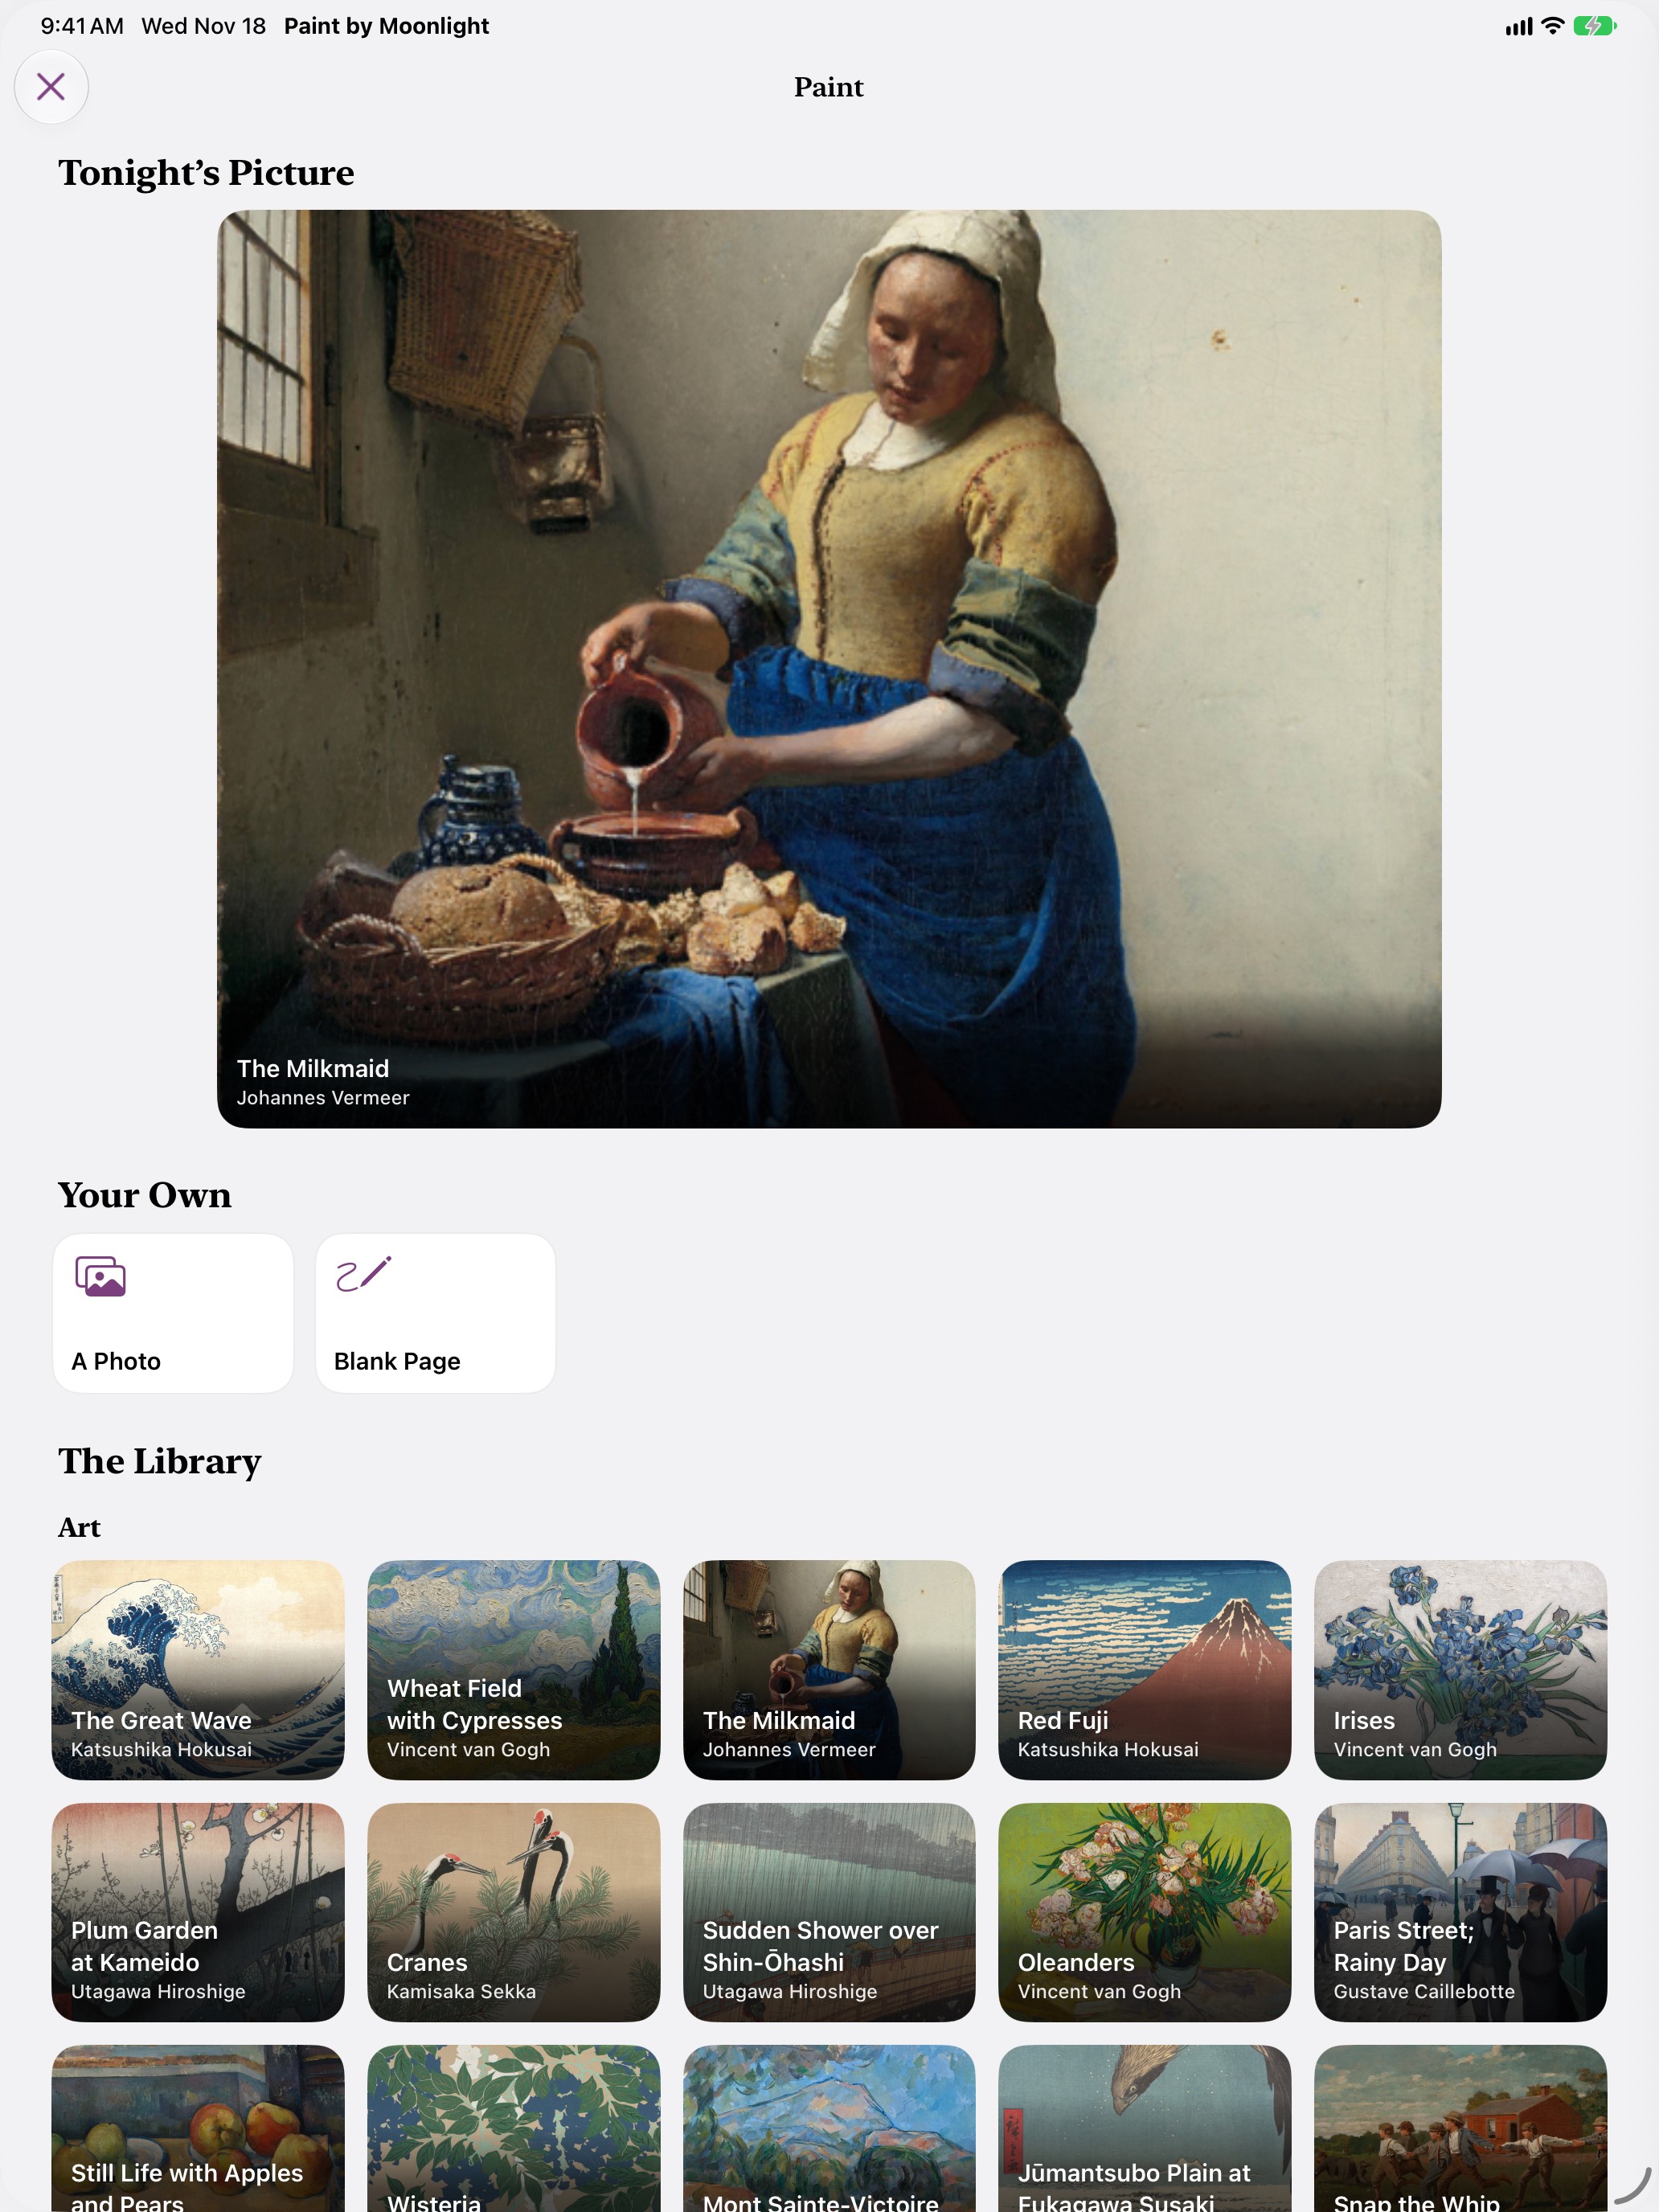 9:41 AM Wed Nov 18 Paint by Moonlight
Paint
Tonight’s Picture
The Milkmaid
Johannes Vermeer
Your Own
A Photo
Blank Page
The Library
Art
The Great Wave
Katsushika Hokusai
Wheat Field
with Cypresses
Vincent van Gogh
The Milkmaid
Johannes Vermeer
Red Fuji
Katsushika Hokusai
Irises
Vincent van Gogh
Plum Garden
at Kameido
Utagawa Hiroshige
Cranes
Kamisaka Sekka
Sudden Shower over
Shin-Ōhashi
Utagawa Hiroshige
Oleanders
Vincent van Gogh
Paris Street;
Rainy Day
Gustave Caillebotte
Still Life with Apples
and Pears
Wisteria
Mont Sainte-Victoire
Jūmantsubo Plain at
Fukagawa Susaki
Snap the Whip